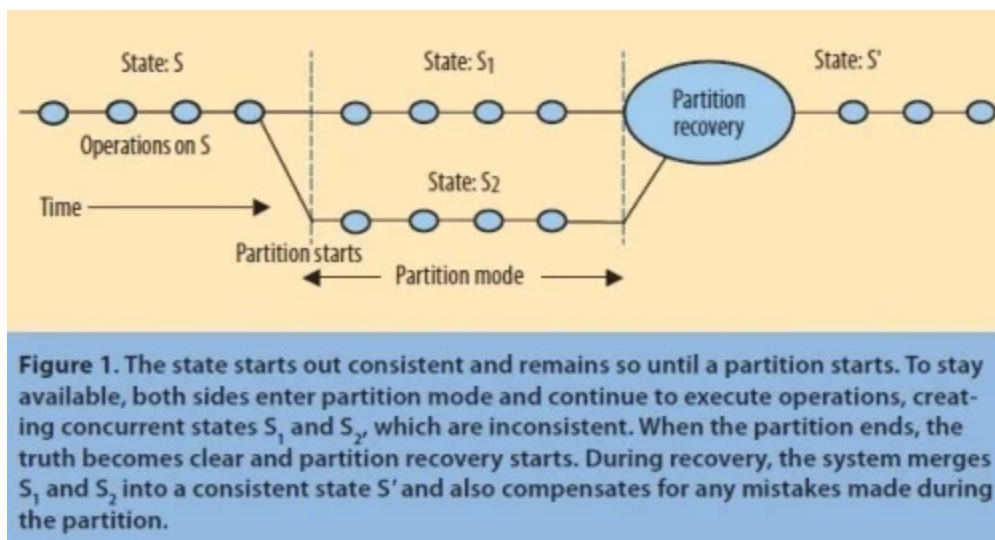 State: S
State: S₁
State: S'
Partition
recovery
Operations on S
State: S₂
Time
Partition starts
Partition mode
Figure 1. The state starts out consistent and remains so until a partition starts. To stay
available, both sides enter partition mode and continue to execute operations, creat-
ing concurrent states S₁ and S₂, which are inconsistent. When the partition ends, the
truth becomes clear and partition recovery starts. During recovery, the system merges
S₁ and S₂ into a consistent state S' and also compensates for any mistakes made during
the partition.